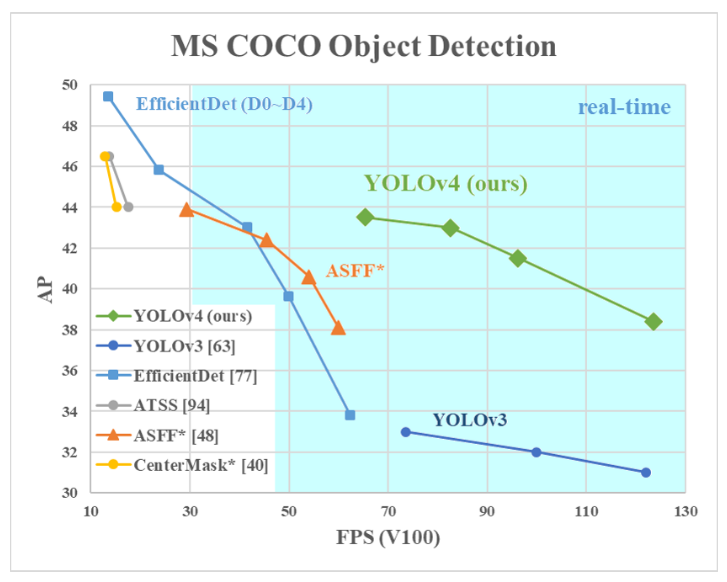 MS COCO Object Detection
50
48
46
44
42
40
38
36
34
32
30
AP
EfficientDet (D0~D4)
real-time
YOLOv4 (ours)
ASFF*
YOLOv3
YOLOv4 (ours)
YOLOv3 [63]
EfficientDet [77]
ATSS [94]
ASFF* [48]
CenterMask* [40]
10 30 50 70 90 110 130
FPS (V100)